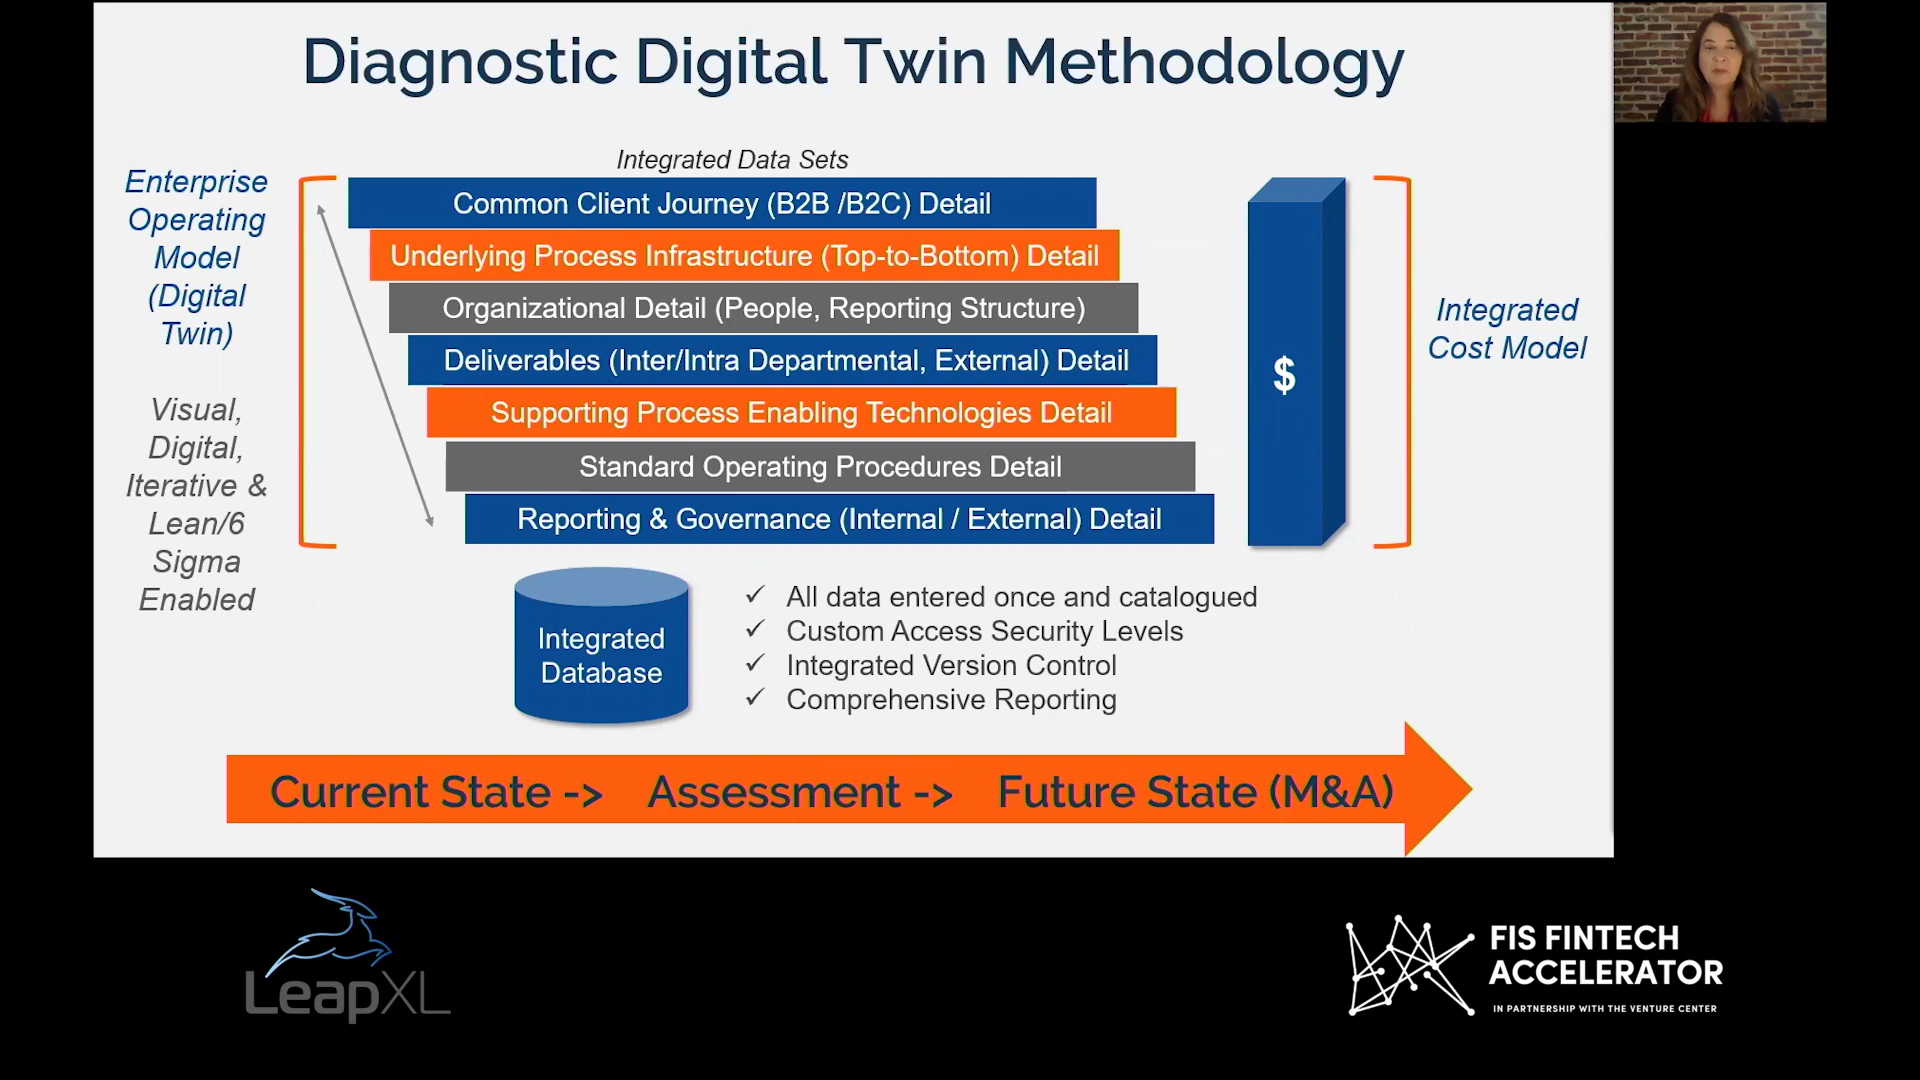 Diagnostic Digital Twin Methodology
Integrated Data Sets
Enterprise
Operating
Model
(Digital
Twin)
Visual,
Digital,
Iterative &
Lean/6
Sigma
Enabled
Common Client Journey (B2B /B2C) Detail
Underlying Process Infrastructure (Top-to-Bottom) Detail
Organizational Detail (People, Reporting Structure)
Deliverables (Inter/Intra Departmental, External) Detail
Supporting Process Enabling Technologies Detail
Standard Operating Procedures Detail
Reporting & Governance (Internal / External) Detail
$
Integrated
Cost Model
Integrated
Database
✓ All data entered once and catalogued
✓ Custom Access Security Levels
✓ Integrated Version Control
✓ Comprehensive Reporting
Current State -> Assessment -> Future State (M&A)
LeapXL
FIS FINTECH
ACCELERATOR
IN PARTNERSHIP WITH THE VENTURE CENTER